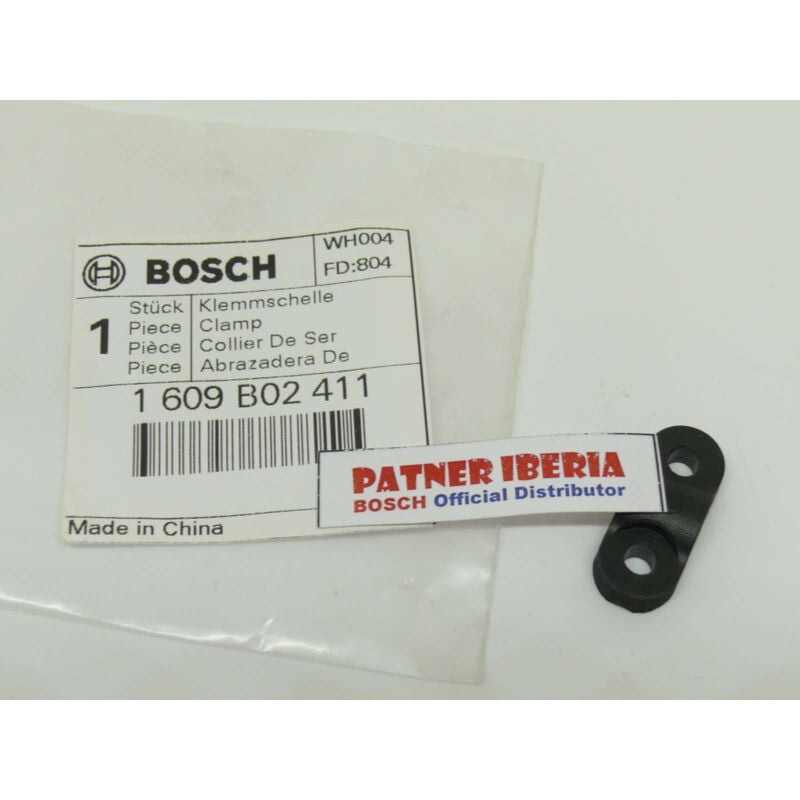 BOSCH
WH004
FD:804
1
Stück Klemmschelle
Piece Clamp
Pièce Collier De Ser
Piece Abrazadera De
1 609 B02 411
Made in China
PATNER IBERIA
BOSCH Official Distributor